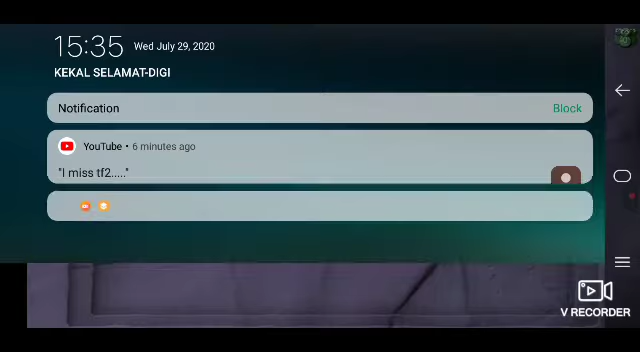 15:35 Wed July 29, 2020
KEKAL SELAMAT-DIGI
Notification Block
YouTube • 6 minutes ago
"I miss tf2....."
V RECORDER